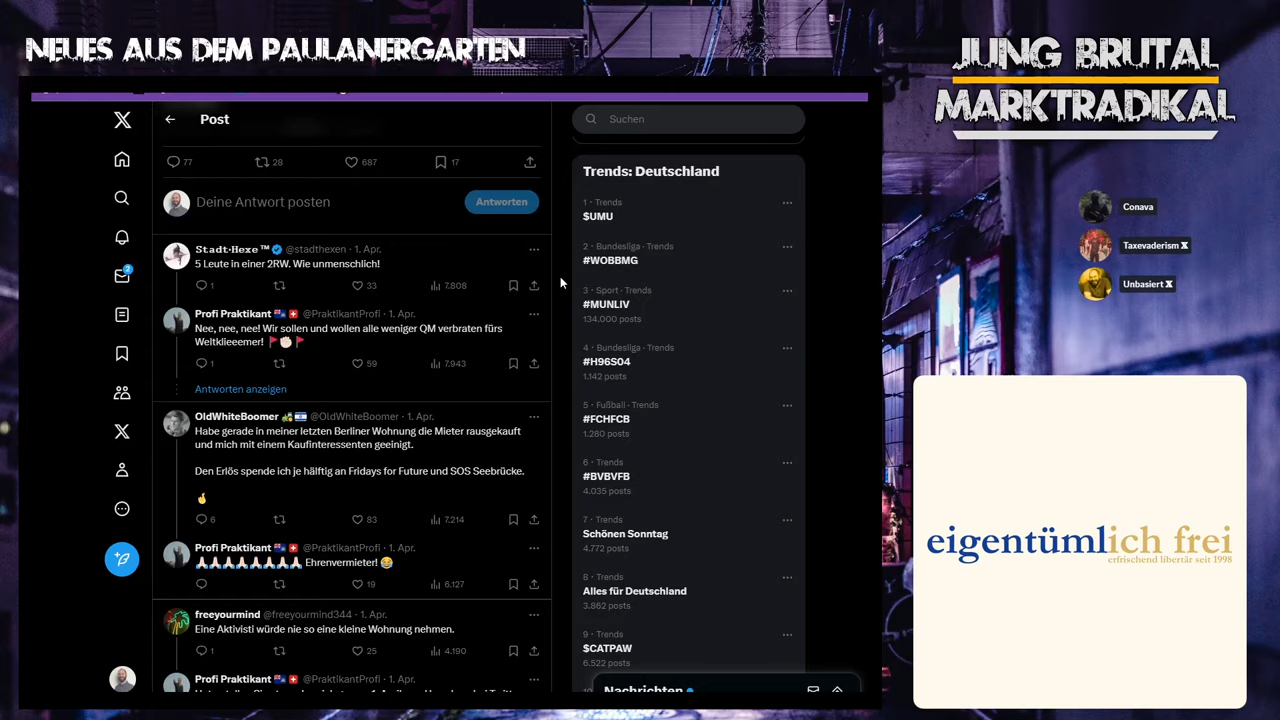 NEUES AUS DEM PAULANERGARTEN
JUNG BRUTAL
MARKTRADIKAL
Post
77
28
687
17
Deine Antwort posten
Antworten
Stadt·Hexe ™ @stadthexen · 1. Apr.
5 Leute in einer 2RW. Wie unmenschlich!
1
33
7.808
Profi Praktikant @PraktikantProfi · 1. Apr.
Nee, nee, nee! Wir sollen und wollen alle weniger QM verbraten fürs
Weltklieeemer!
1
59
7.943
Antworten anzeigen
OldWhiteBoomer @OldWhiteBoomer · 1. Apr.
Habe gerade in meiner letzten Berliner Wohnung die Mieter rausgekauft
und mich mit einem Kaufinteressenten geeinigt.
Den Erlös spende ich je hälftig an Fridays for Future und SOS Seebrücke.
6
83
7.214
Profi Praktikant @PraktikantProfi · 1. Apr.
Ehrenvermieter!
19
6.127
freeyourmind @freeyourmind344 · 1. Apr.
Eine Aktivisti würde nie so eine kleine Wohnung nehmen.
1
25
4.190
Profi Praktikant @PraktikantProfi · 1. Apr.
Suchen
Trends: Deutschland
1 · Trends
$UMU
2 · Bundesliga · Trends
#WOBBMG
3 · Sport · Trends
#MUNLIV
134.000 posts
4 · Bundesliga · Trends
#H96S04
1.142 posts
5 · Fußball · Trends
#FCHFCB
1.280 posts
6 · Trends
#BVBVFB
4.035 posts
7 · Trends
Schönen Sonntag
4.772 posts
8 · Trends
Alles für Deutschland
3.862 posts
9 · Trends
$CATPAW
6.522 posts
Nachrichten
2
Conava
Taxevaderism X
Unbasiert X
eigentümlich frei
erfrischend libertär seit 1998